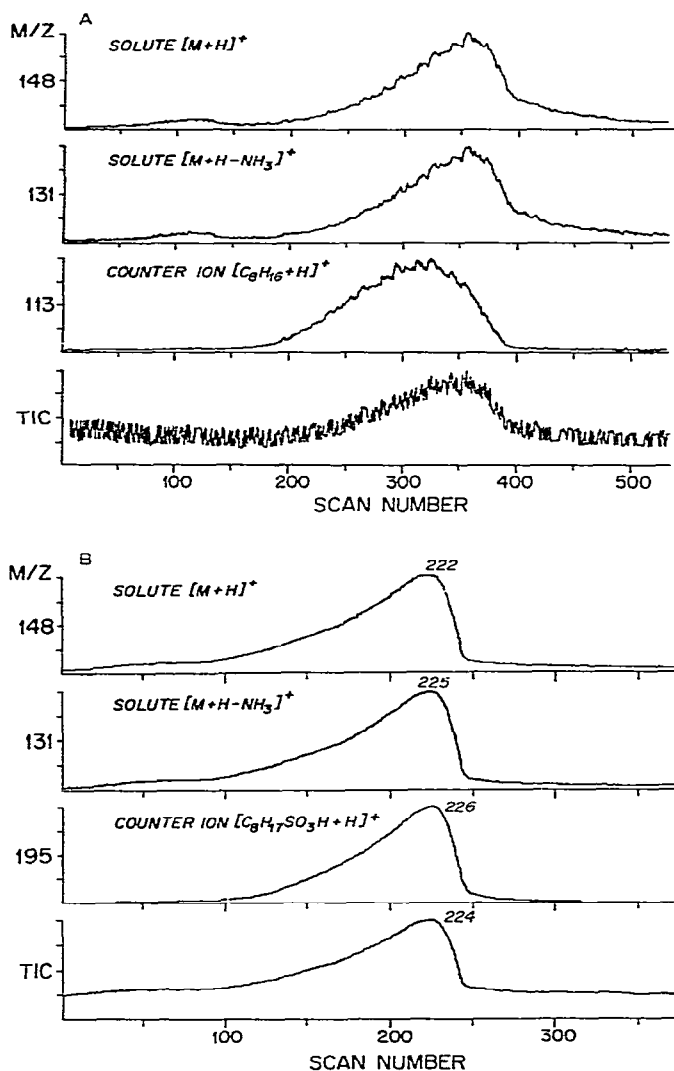 A
M/Z
SOLUTE [M+H]+
148
SOLUTE [M+H-NH3]+
131
COUNTER ION [C8H16+H]+
113
TIC
100 200 300 400 500
SCAN NUMBER
B
M/Z
222
SOLUTE [M+H]+
148
225
SOLUTE [M+H-NH3]+
131
226
COUNTER ION [C8H17SO3H+H]+
195
224
TIC
100 200 300
SCAN NUMBER